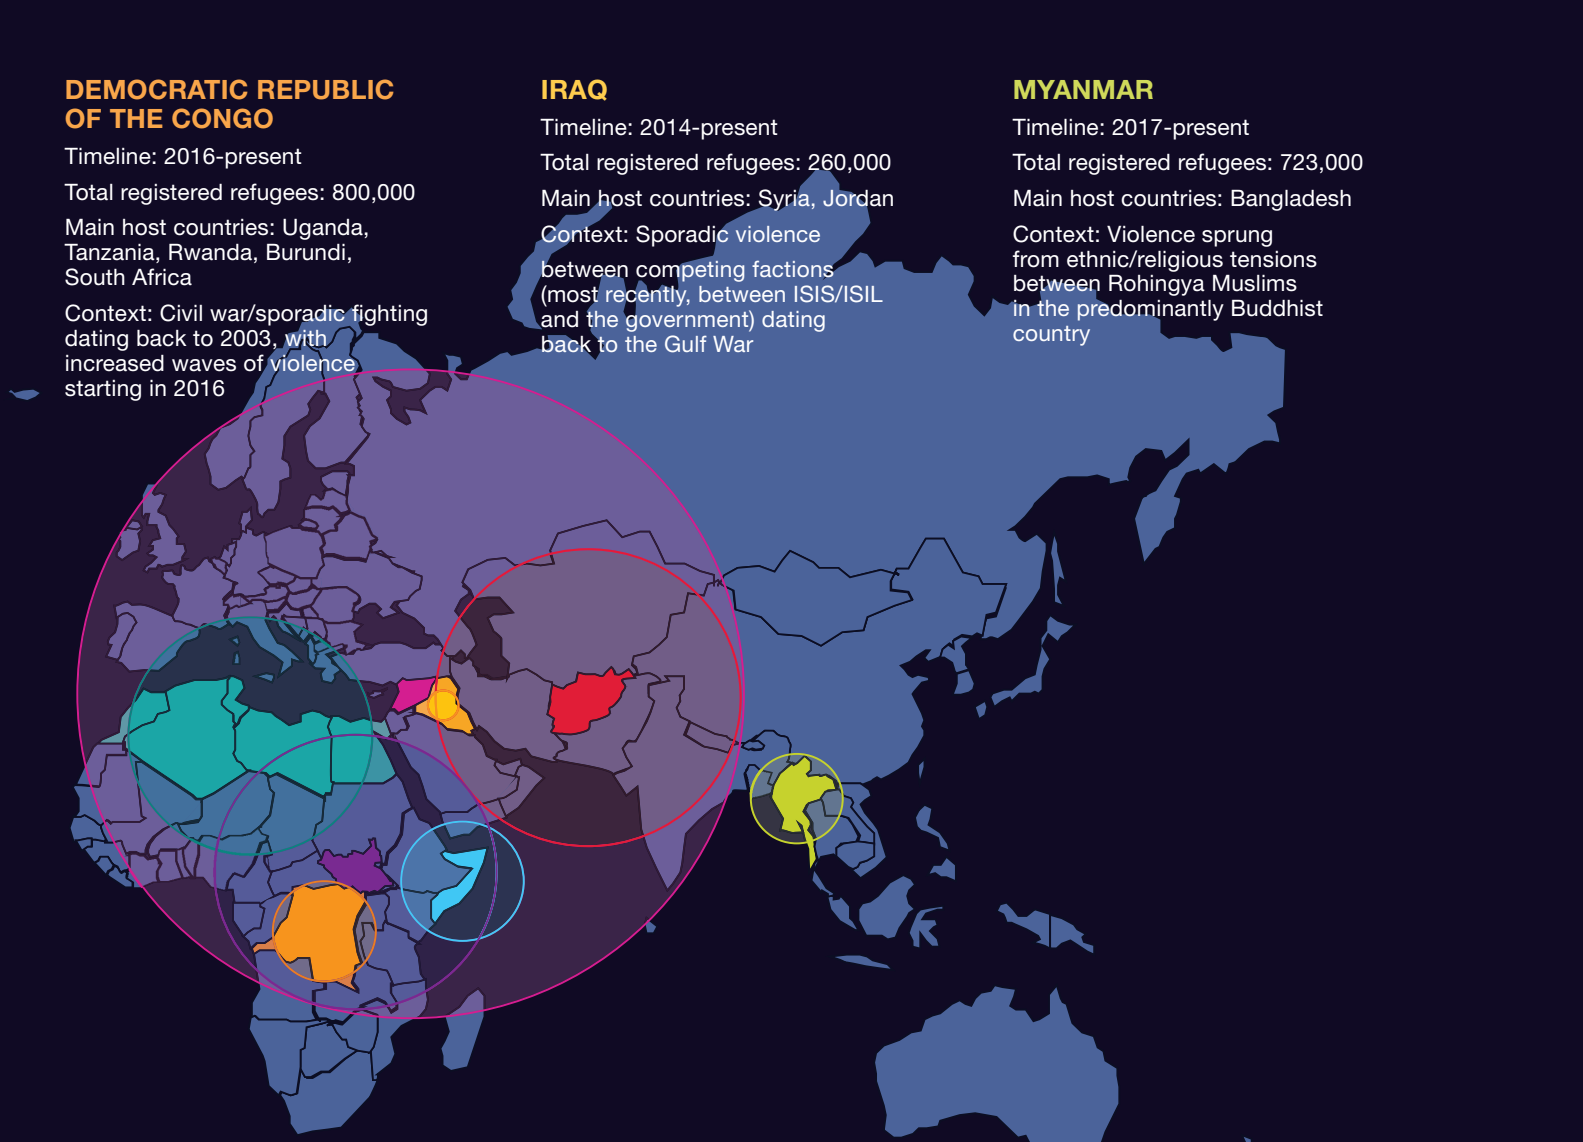 DEMOCRATIC REPUBLIC
OF THE CONGO
Timeline: 2016-present
Total registered refugees: 800,000
Main host countries: Uganda,
Tanzania, Rwanda, Burundi,
South Africa
Context: Civil war/sporadic fighting
dating back to 2003, with
increased waves of violence
starting in 2016
IRAQ
Timeline: 2014-present
Total registered refugees: 260,000
Main host countries: Syria, Jordan
Context: Sporadic violence
between competing factions
(most recently, between ISIS/ISIL
and the government) dating
back to the Gulf War
MYANMAR
Timeline: 2017-present
Total registered refugees: 723,000
Main host countries: Bangladesh
Context: Violence sprung
from ethnic/religious tensions
between Rohingya Muslims
in the predominantly Buddhist
country